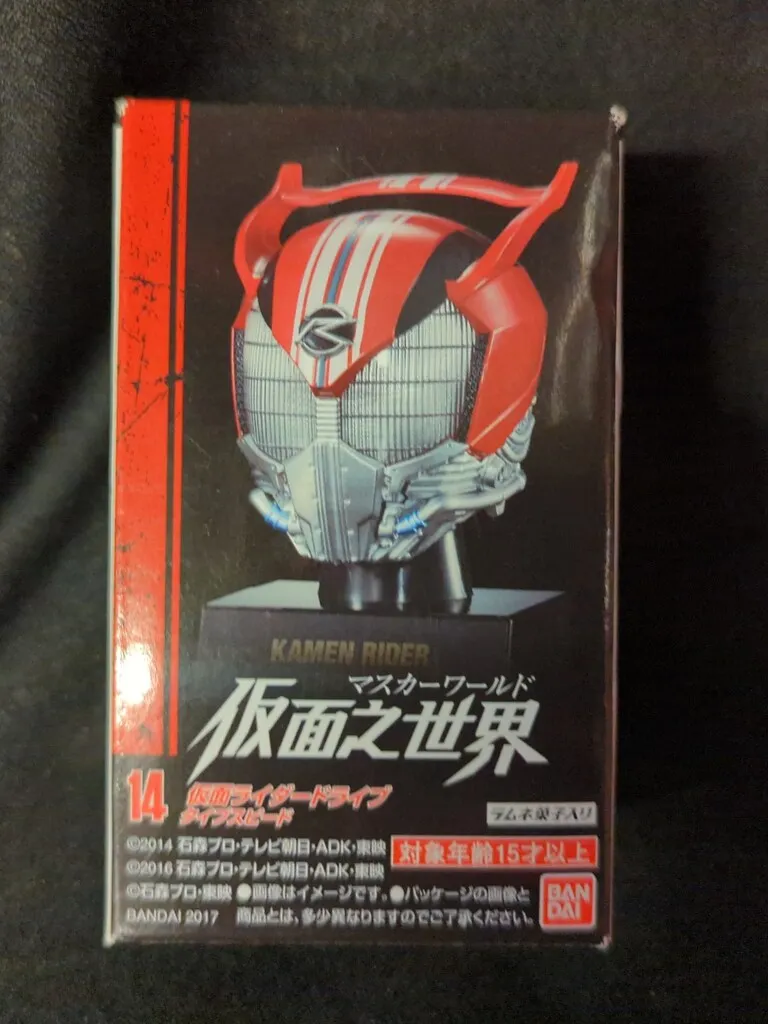 KAMEN RIDER
マスカーワールド
仮面之世界
14 仮面ライダードライブ
タイプスピード
ラムネ菓子入り
©2014 石森プロ・テレビ朝日・ADK・東映
対象年齢15才以上
©2016 石森プロ・テレビ朝日・ADK・東映
©石森プロ・東映 ●画像はイメージです。●パッケージの画像と
BANDAI 2017 商品とは、多少異なりますのでご了承ください。
BAN
DAI